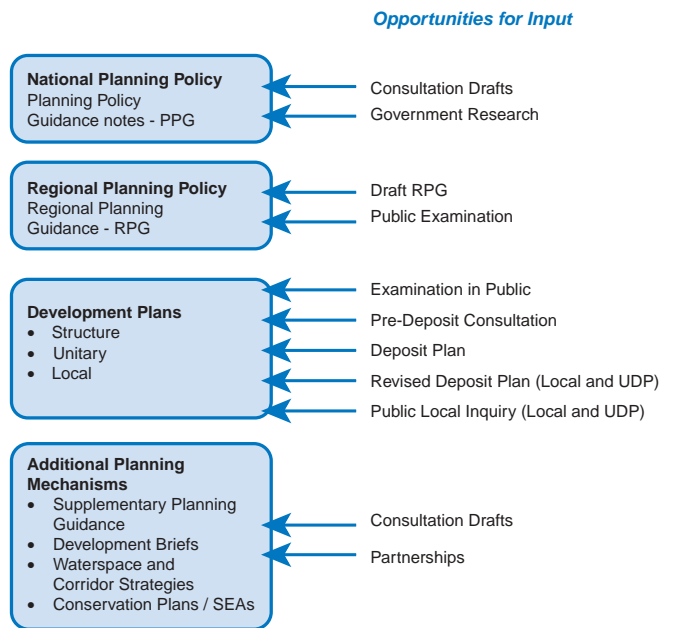 Opportunities for Input
National Planning Policy
Planning Policy
Guidance notes - PPG
Consultation Drafts
Government Research
Regional Planning Policy
Regional Planning
Guidance - RPG
Draft RPG
Public Examination
Development Plans
• Structure
• Unitary
• Local
Examination in Public
Pre-Deposit Consultation
Deposit Plan
Revised Deposit Plan (Local and UDP)
Public Local Inquiry (Local and UDP)
Additional Planning
Mechanisms
• Supplementary Planning
Guidance
• Development Briefs
• Waterspace and
Corridor Strategies
• Conservation Plans / SEAs
Consultation Drafts
Partnerships